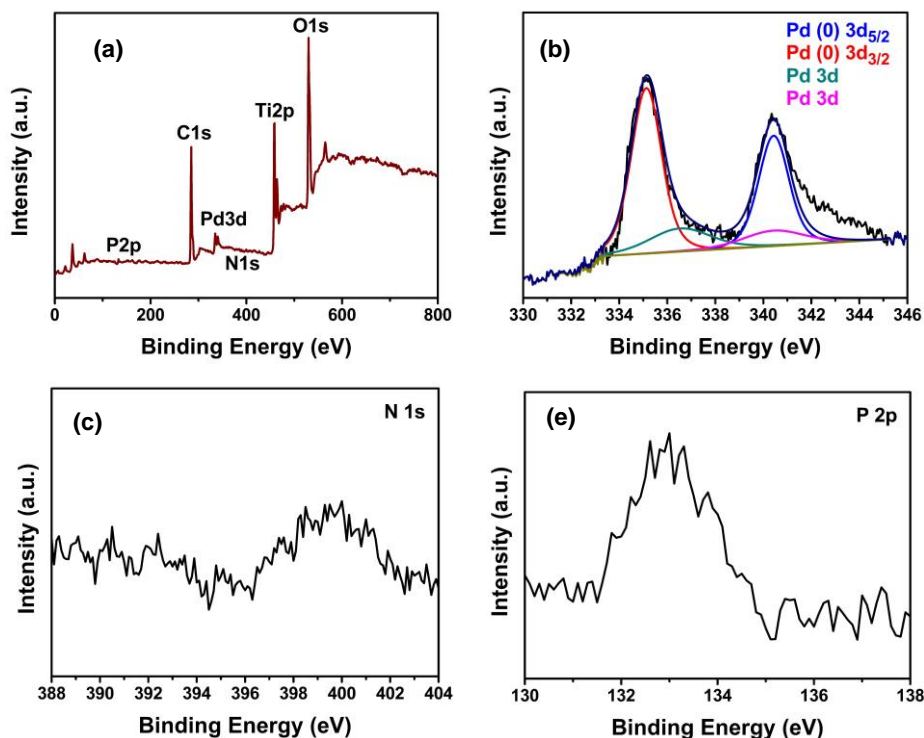 (a)
O1s
C1s
Ti2p
Pd3d
P2p
N1s
Intensity (a.u.)
0 200 400 600 800
Binding Energy (eV)
(b)
Pd (0) 3d5/2
Pd (0) 3d3/2
Pd 3d
Pd 3d
Intensity (a.u.)
330 332 334 336 338 340 342 344 346
Binding Energy (eV)
(c)
N 1s
Intensity (a.u.)
388 390 392 394 396 398 400 402 404
Binding Energy (eV)
(e)
P 2p
Intensity (a.u.)
130 132 134 136 138
Binding Energy (eV)